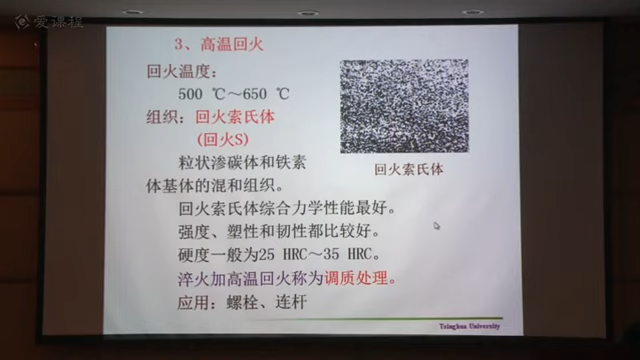 爱课程
3、高温回火
回火温度：
500 ℃～650 ℃
组织：回火索氏体
(回火S)
粒状渗碳体和铁素
体基体的混和组织。
回火索氏体综合力学性能最好。
强度、塑性和韧性都比较好。
硬度一般为25 HRC～35 HRC。
淬火加高温回火称为调质处理。
应用：螺栓、连杆
回火索氏体
Tsinghua University